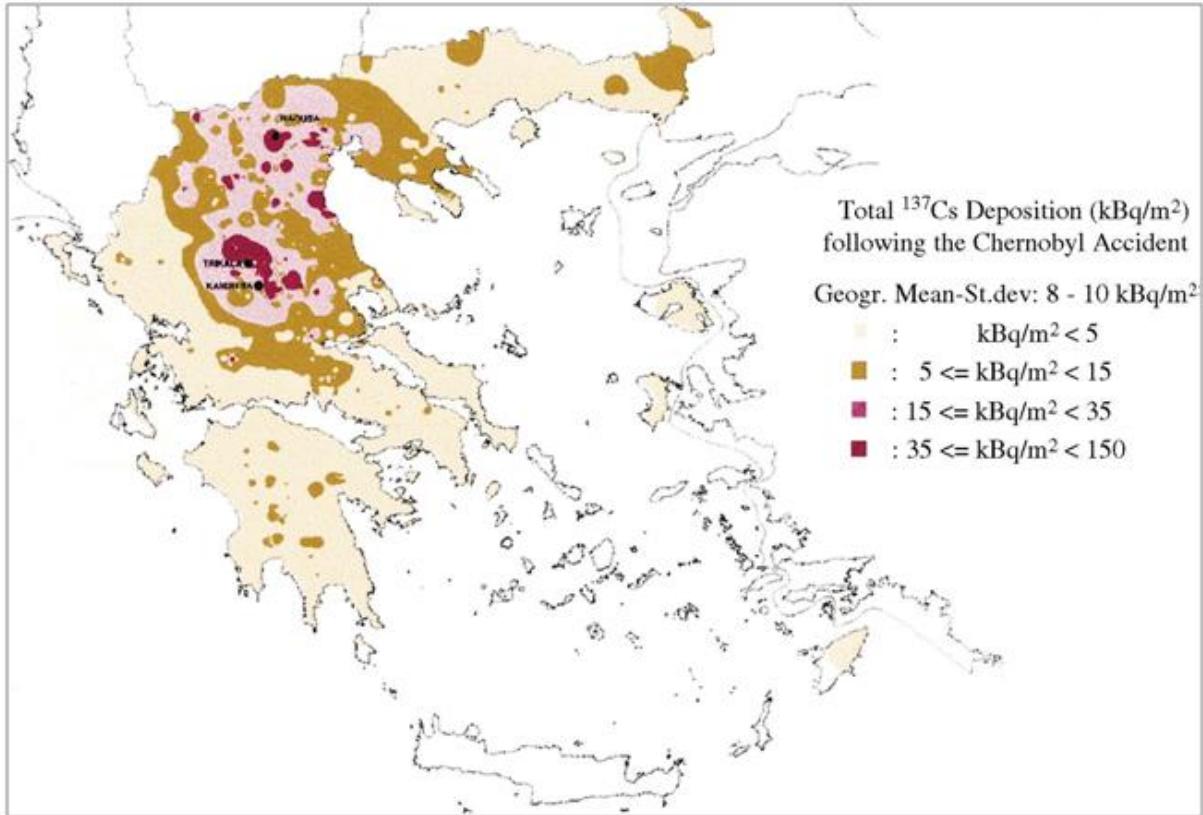 NAOUSA
TRIKALA
Total ¹³⁷Cs Deposition (kBq/m²)
following the Chernobyl Accident
Geogr. Mean-St.dev: 8 - 10 kBq/m²
: kBq/m² < 5
: 5 <= kBq/m² < 15
: 15 <= kBq/m² < 35
: 35 <= kBq/m² < 150